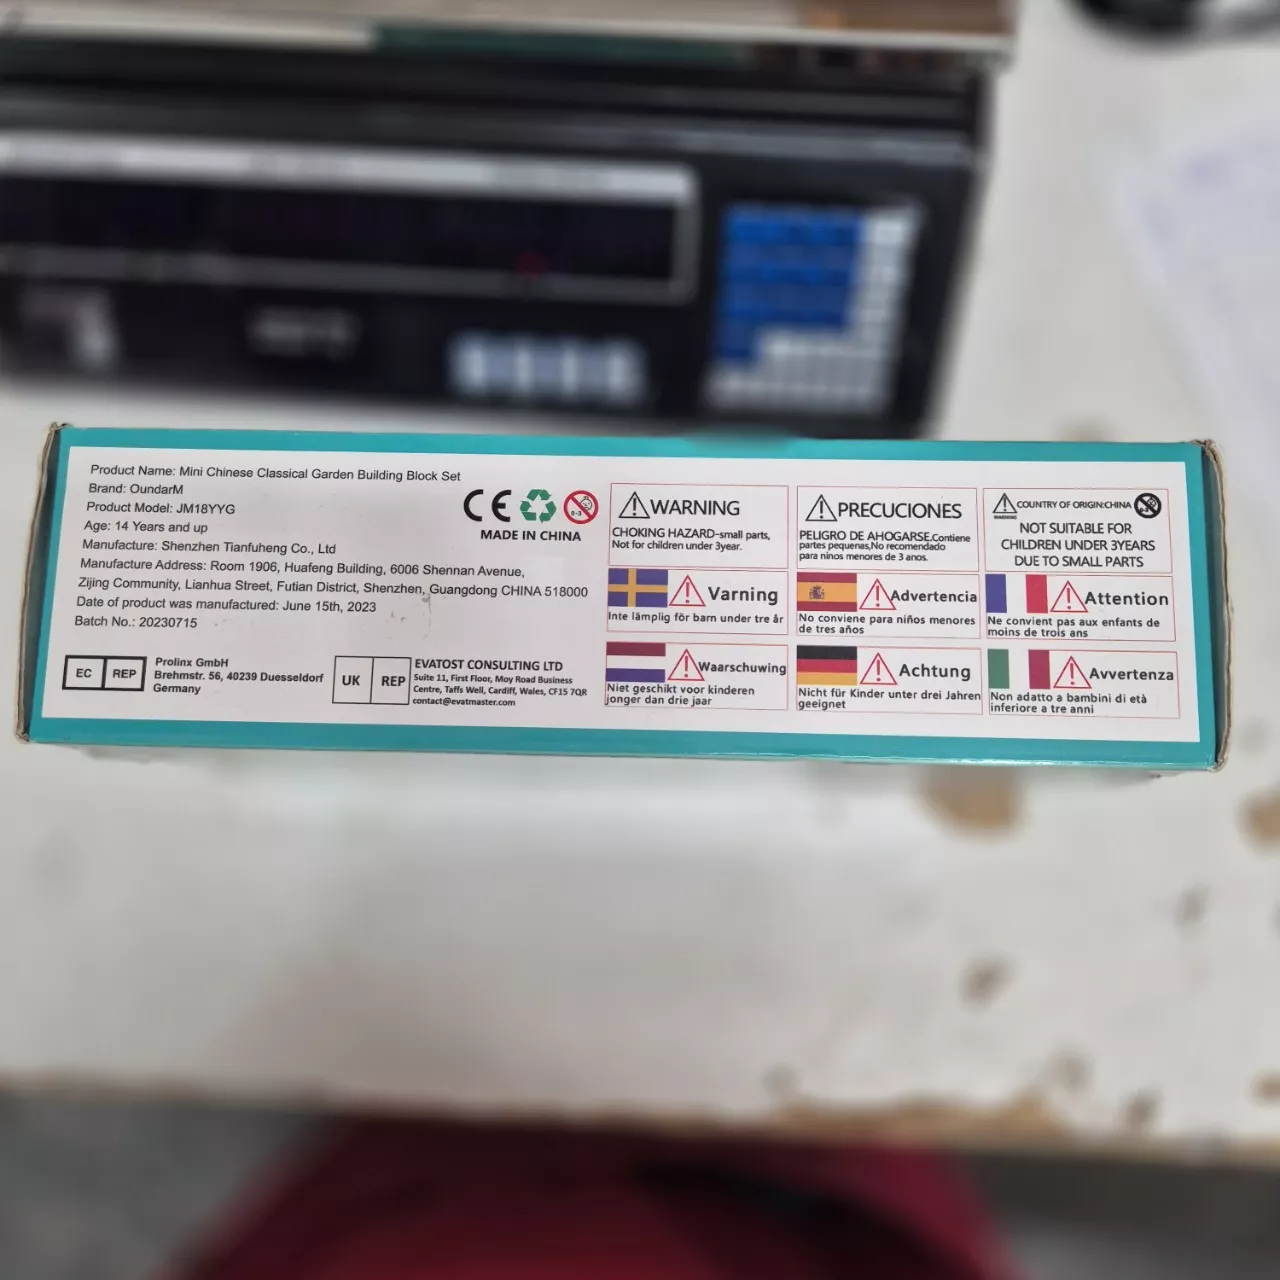 Product Name: Mini Chinese Classical Garden Building Block Set
Brand: OundarM
Product Model: JM18YYG
Age: 14 Years and up
Manufacture: Shenzhen Tianfuheng Co., Ltd
Manufacture Address: Room 1906, Huafeng Building, 6006 Shennan Avenue,
Zijing Community, Lianhua Street, Futian District, Shenzhen, Guangdong CHINA 518000
Date of product was manufactured: June 15th, 2023
Batch No.: 20230715
CE
0-3
MADE IN CHINA
EC REP
Prolinx GmbH
Brehmstr. 56, 40239 Duesseldorf
Germany
UK REP
EVATOST CONSULTING LTD
Suite 11, First Floor, Moy Road Business
Centre, Taffs Well, Cardiff, Wales, CF15 7QR
contact@evatmaster.com
WARNING
CHOKING HAZARD-small parts,
Not for children under 3year.
PRECUCIONES
PELIGRO DE AHOGARSE.Contiene
partes pequenas,No recomendado
para ninos menores de 3 anos.
WARNING
COUNTRY OF ORIGIN:CHINA
NOT SUITABLE FOR
CHILDREN UNDER 3YEARS
DUE TO SMALL PARTS
Varning
Inte lämplig för barn under tre år
Advertencia
No conviene para niños menores
de tres años
Attention
Ne convient pas aux enfants de
moins de trois ans
Waarschuwing
Niet geschikt voor kinderen
jonger dan drie jaar
Achtung
Nicht für Kinder unter drei Jahren
geeignet
Avvertenza
Non adatto a bambini di età
inferiore a tre anni